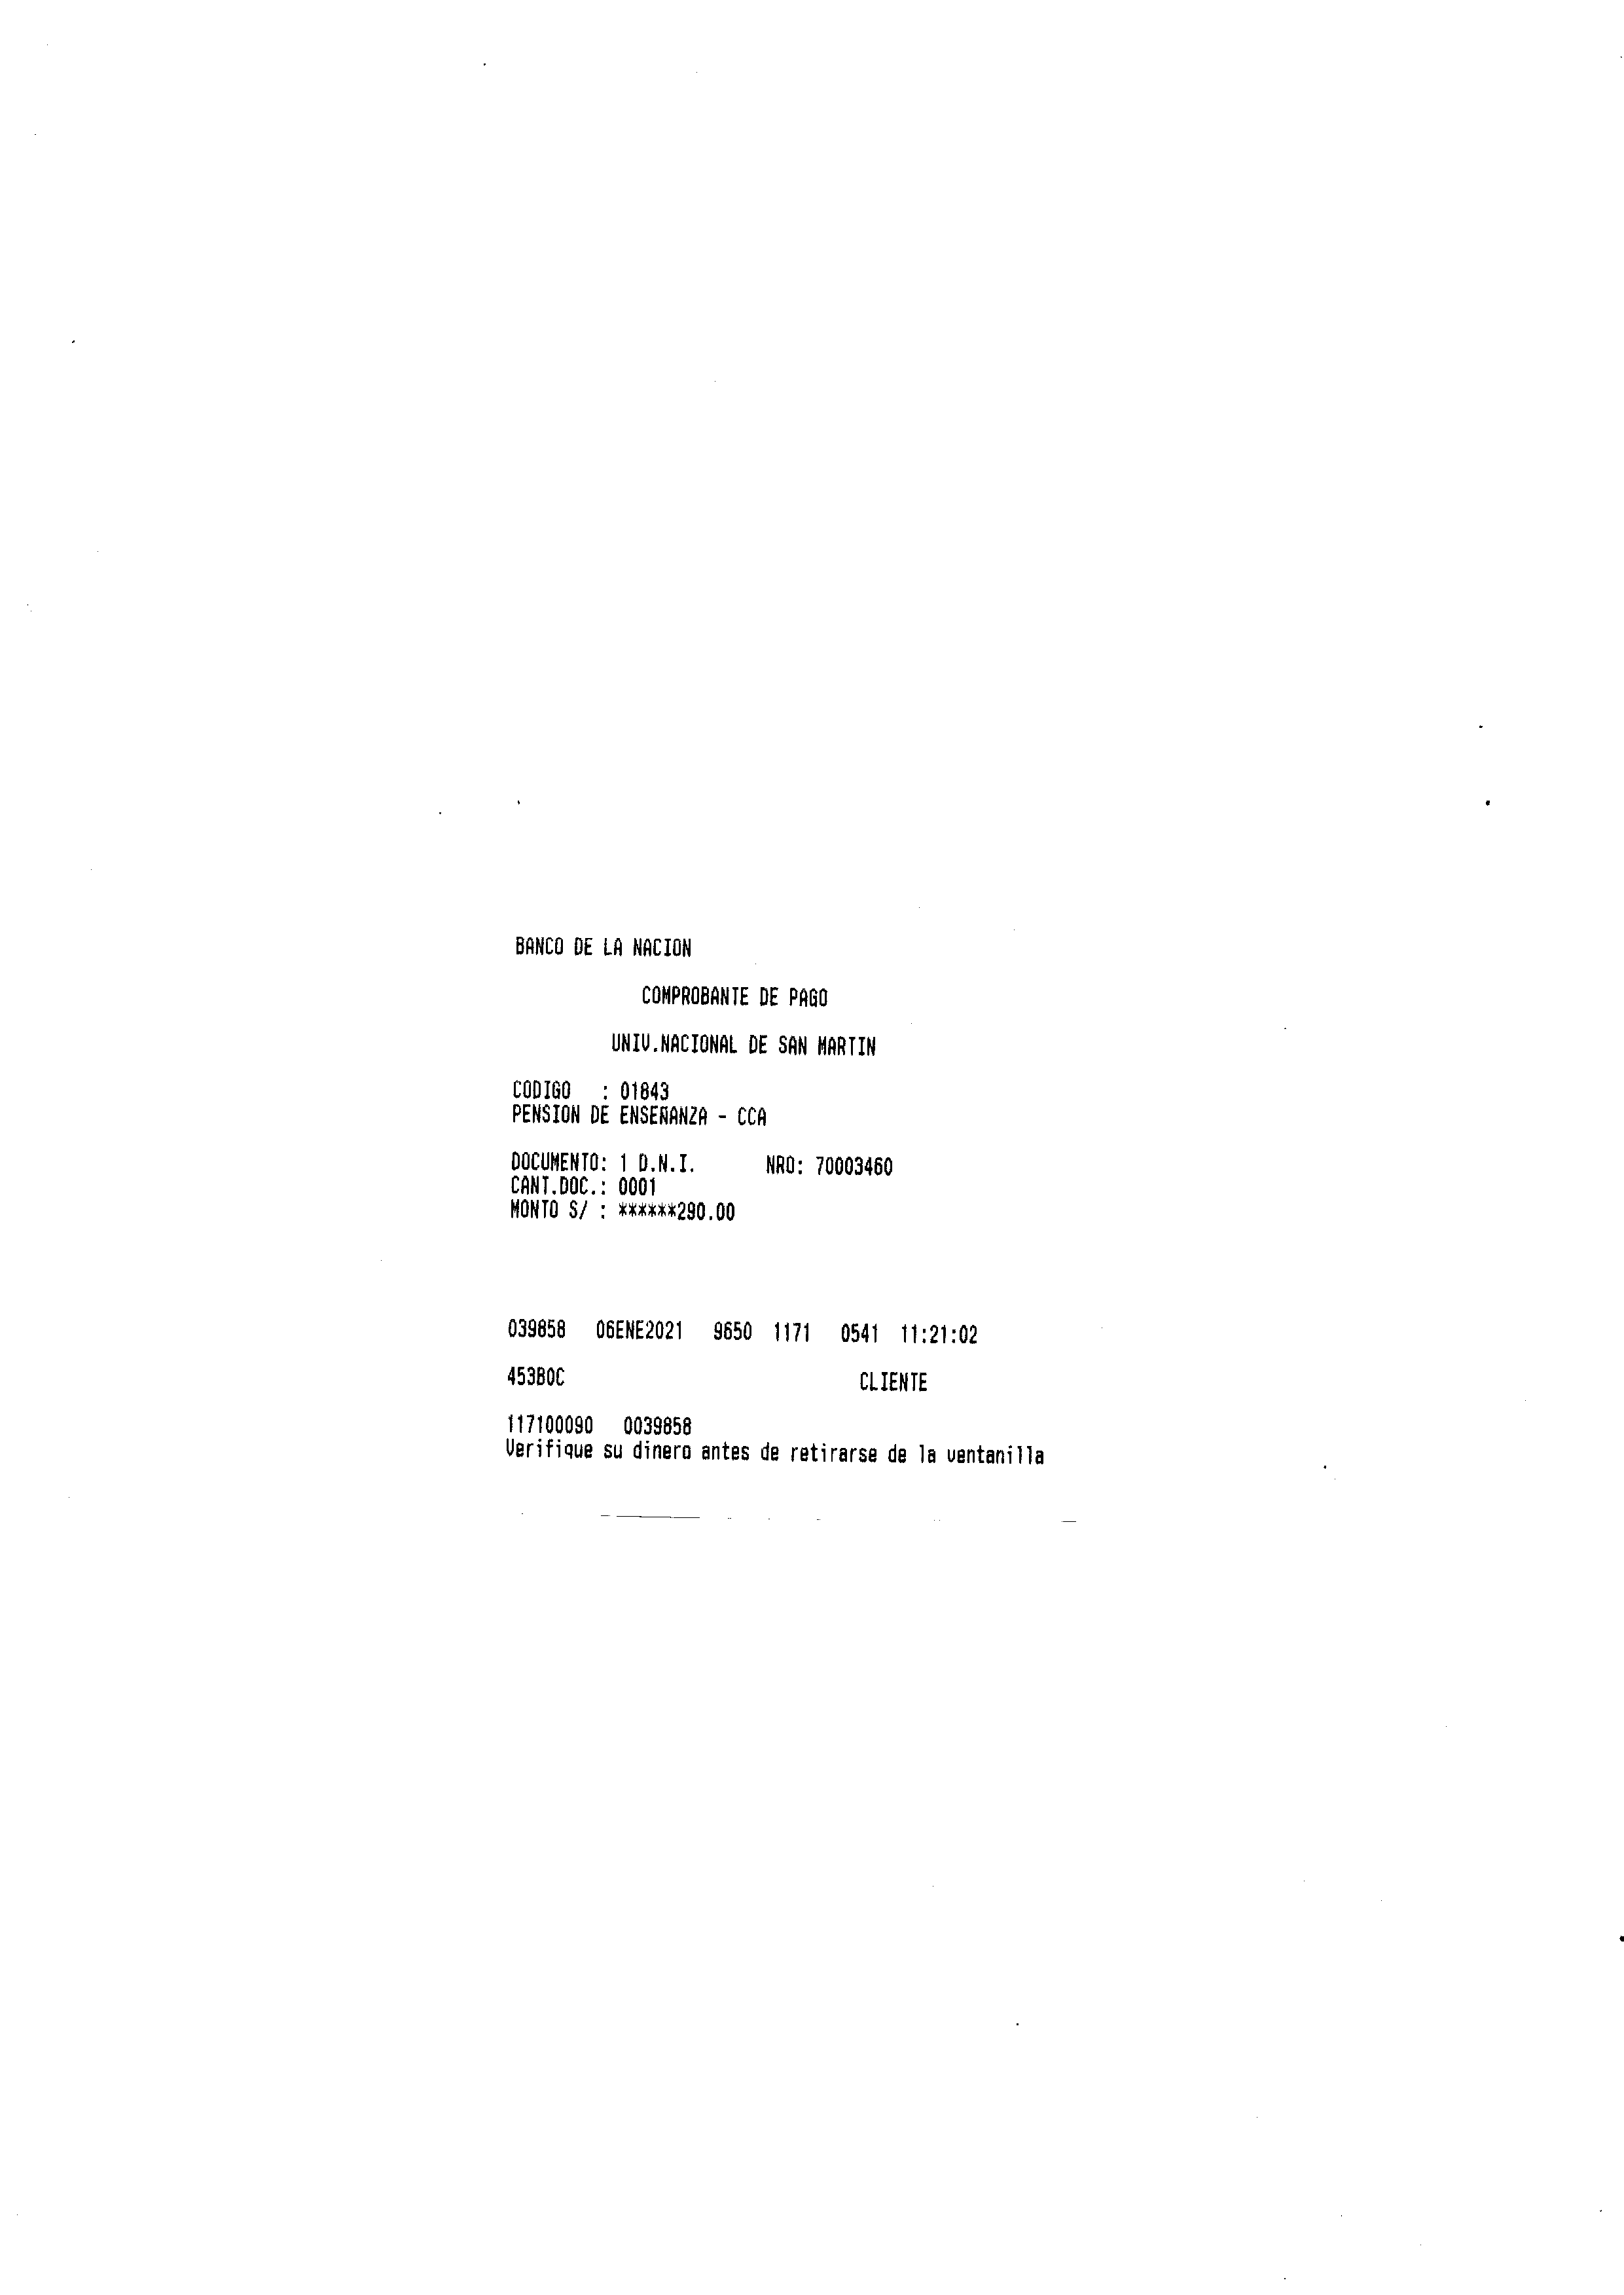 BANCO DE LA NACION
COMPROBANTE DE PAGO
UNIV.NACIONAL DE SAN MARTIN
CODIGO : 01843
PENSION DE ENSEÑANZA - CCA
DOCUMENTO: 1 D.N.I. NRO: 70003460
CANT.DOC.: 0001
MONTO S/ : ******290.00
039858 06ENE2021 9650 1171 0541 11:21:02
453B0C CLIENTE
117100090 0039858
Verifique su dinero antes de retirarse de la ventanilla